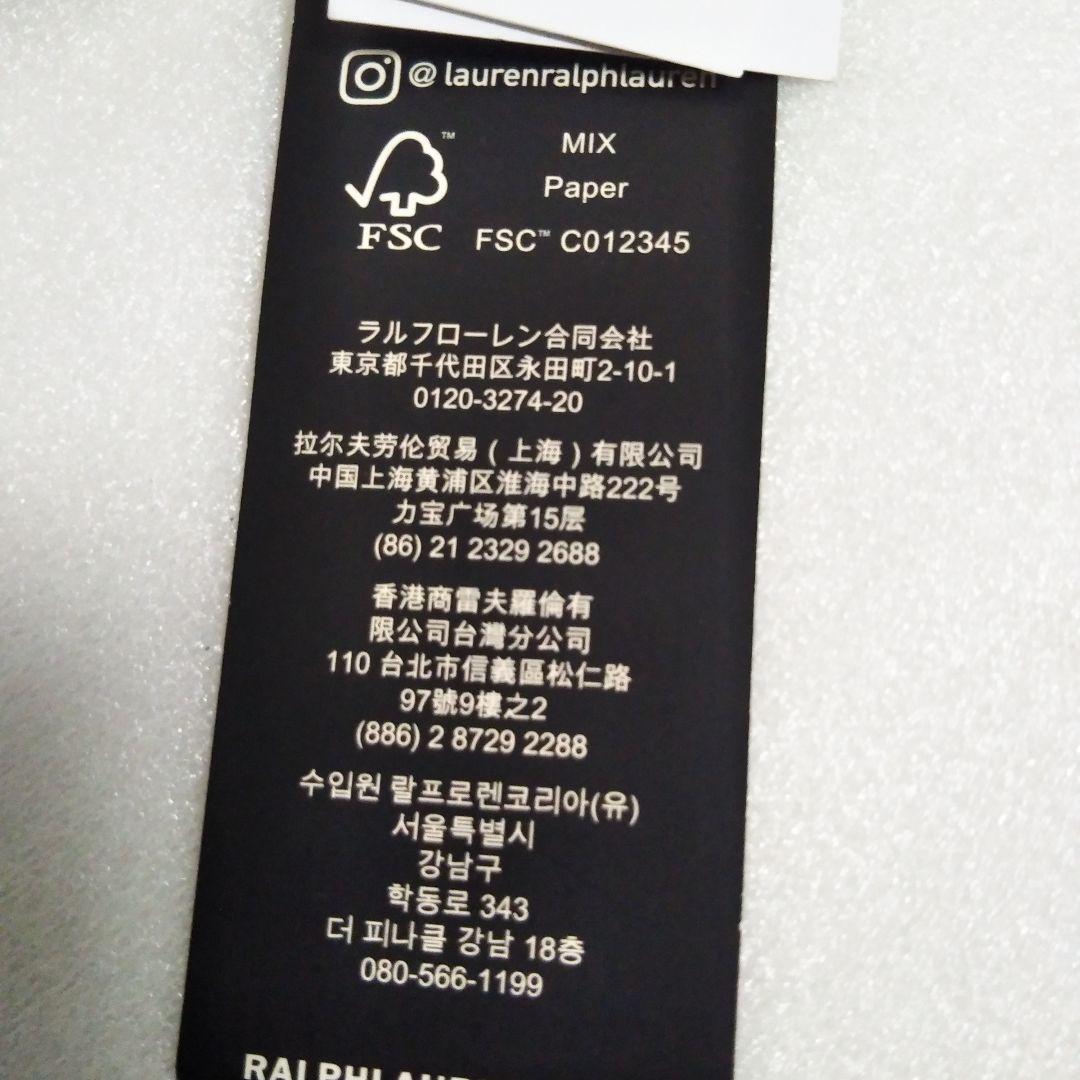 @ laurenralphlauren
MIX
Paper
FSC™ FSC™ C012345
ラルフローレン合同会社
東京都千代田区永田町2-10-1
0120-3274-20
拉尔夫劳伦贸易（上海）有限公司
中国上海黄浦区淮海中路222号
力宝广场第15层
(86) 21 2329 2688
香港商雷夫羅倫有
限公司台灣分公司
110 台北市信義區松仁路
97號9樓之2
(886) 2 8729 2288
수입원 랄프로렌코리아(유)
서울특별시
강남구
학동로 343
더 피나클 강남 18층
080-566-1199